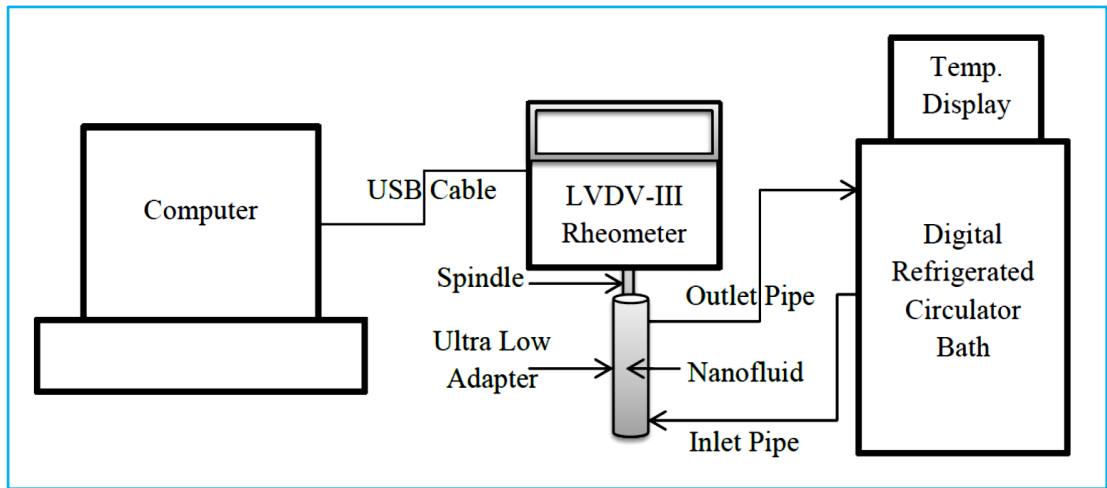 Computer
USB Cable
LVDV-III
Rheometer
Spindle
Ultra Low
Adapter
Nanofluid
Outlet Pipe
Inlet Pipe
Temp.
Display
Digital
Refrigerated
Circulator
Bath